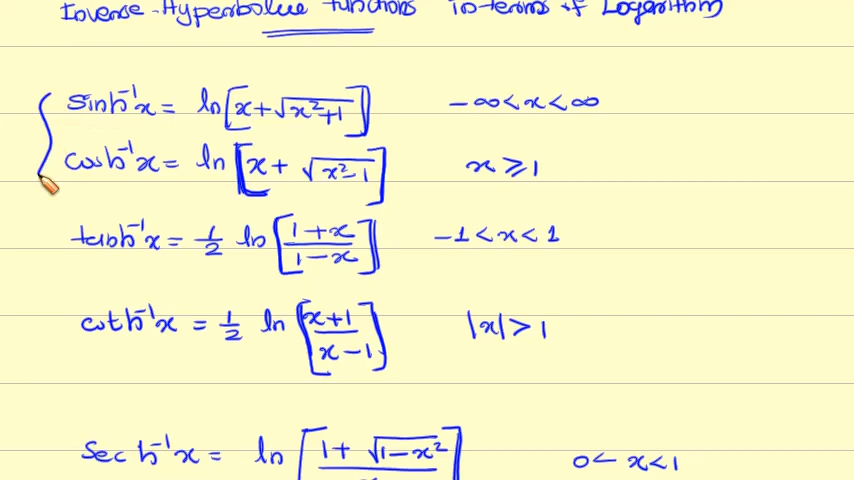 Inverse-Hyperbolic functions in-terms of Logarithm
sinh⁻¹x = ln[x+√(x²+1)] -∞<x<∞
cosh⁻¹x = ln[x+√(x²-1)] x≥1
tanh⁻¹x = 1/2 ln[(1+x)/(1-x)] -1<x<1
coth⁻¹x = 1/2 ln[(x+1)/(x-1)] |x|>1
Sech⁻¹x = ln[1+√(1-x²) 0<x<1